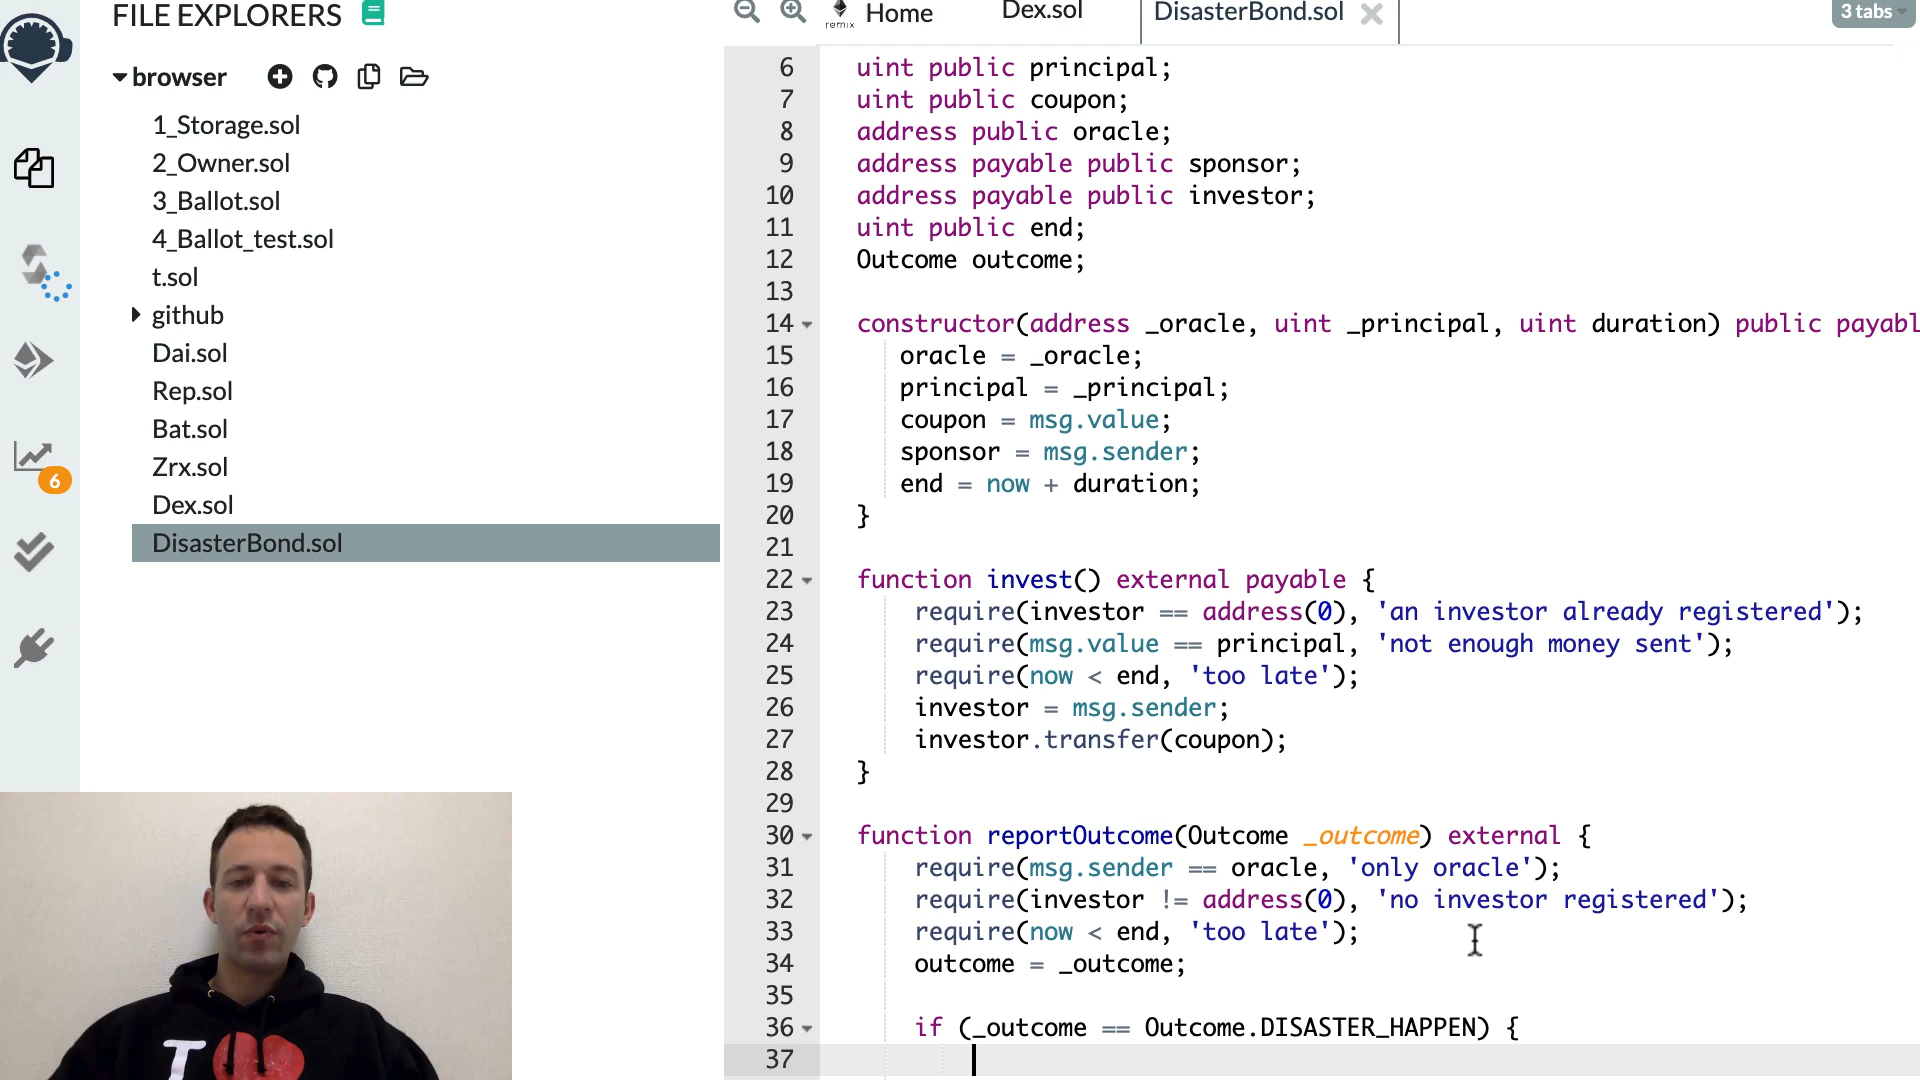 FILE EXPLORERS
browser
1_Storage.sol
2_Owner.sol
3_Ballot.sol
4_Ballot_test.sol
t.sol
github
Dai.sol
Rep.sol
Bat.sol
Zrx.sol
Dex.sol
DisasterBond.sol
6
remix
Home
Dex.sol
DisasterBond.sol
3 tabs
6 uint public principal;
7 uint public coupon;
8 address public oracle;
9 address payable public sponsor;
10 address payable public investor;
11 uint public end;
12 Outcome outcome;
13
14 constructor(address _oracle, uint _principal, uint duration) public payabl
15 oracle = _oracle;
16 principal = _principal;
17 coupon = msg.value;
18 sponsor = msg.sender;
19 end = now + duration;
20 }
21
22 function invest() external payable {
23 require(investor == address(0), 'an investor already registered');
24 require(msg.value == principal, 'not enough money sent');
25 require(now < end, 'too late');
26 investor = msg.sender;
27 investor.transfer(coupon);
28 }
29
30 function reportOutcome(Outcome _outcome) external {
31 require(msg.sender == oracle, 'only oracle');
32 require(investor != address(0), 'no investor registered');
33 require(now < end, 'too late');
34 outcome = _outcome;
35
36 if (_outcome == Outcome.DISASTER_HAPPEN) {
37
I